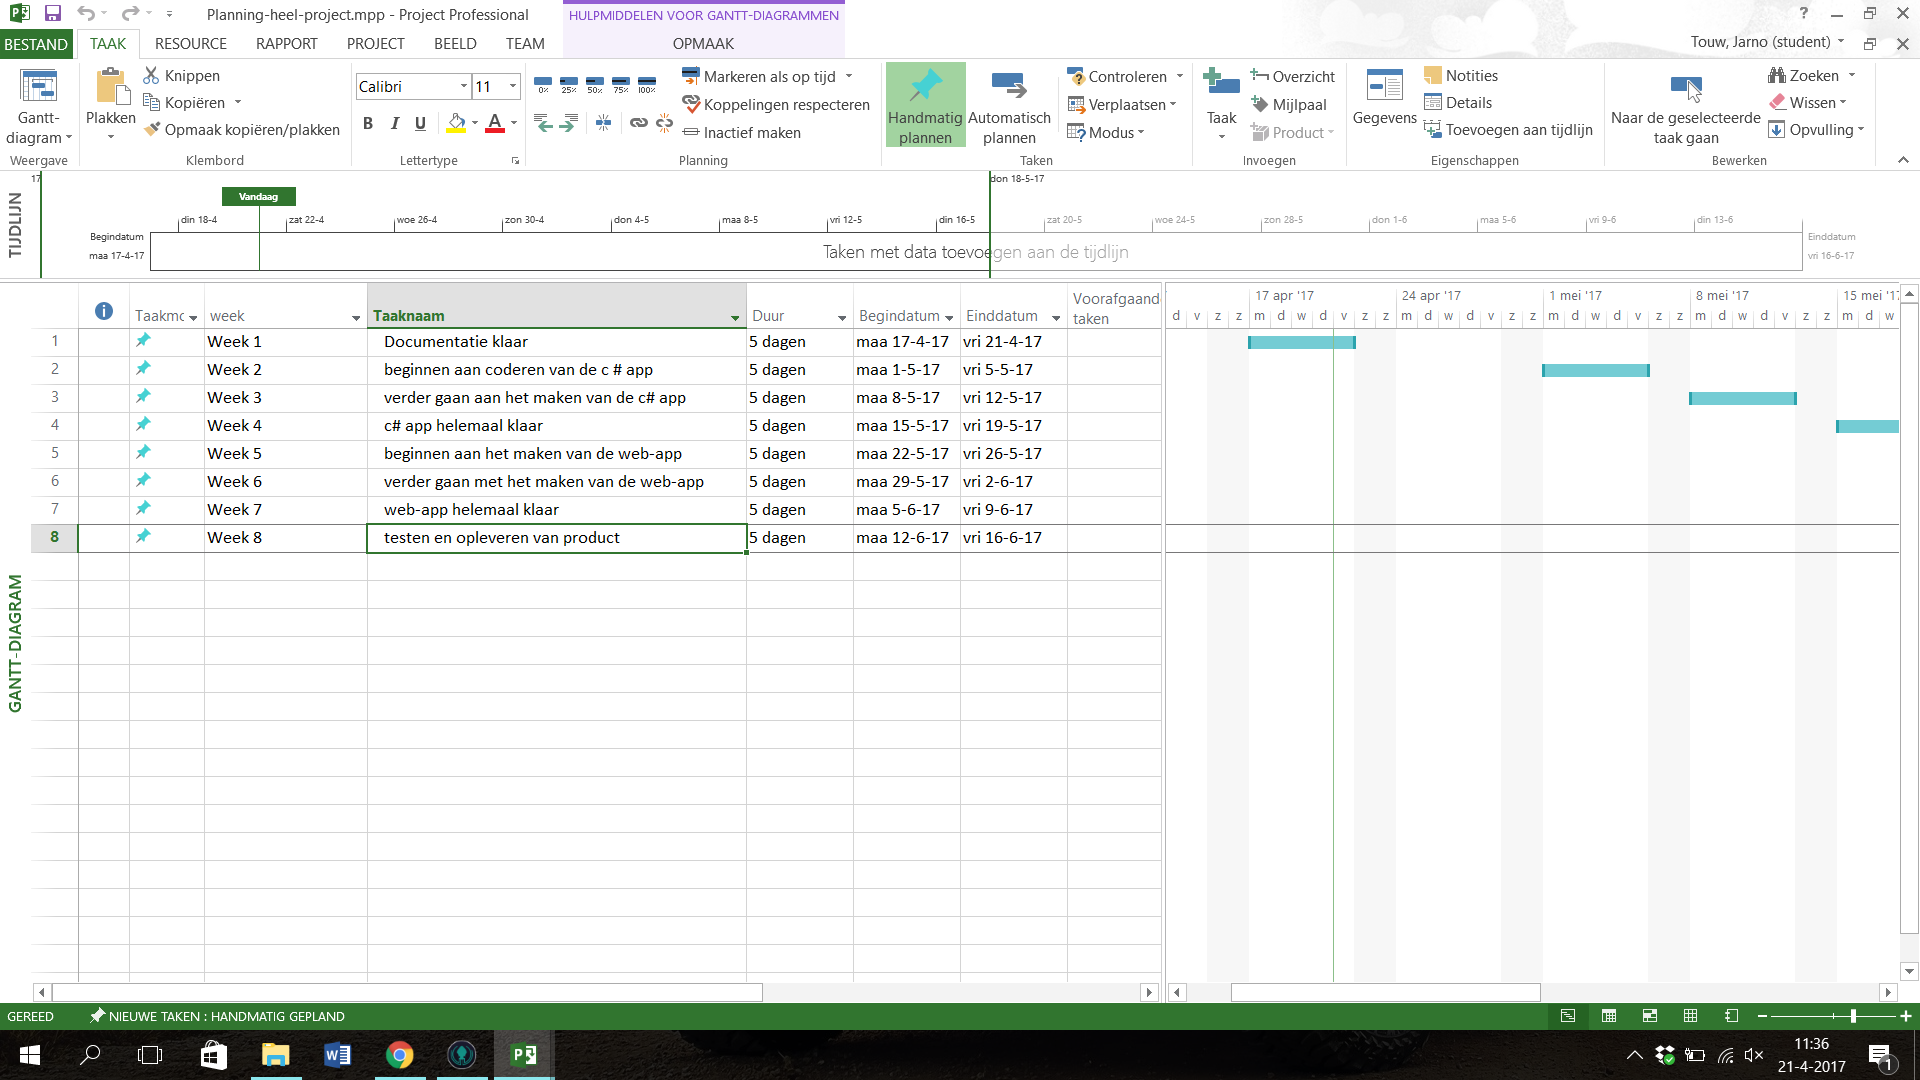 Planning-heel-project.mpp - Project Professional
HULPMIDDELEN VOOR GANTT-DIAGRAMMEN
BESTAND TAAK RESOURCE RAPPORT PROJECT BEELD TEAM OPMAAK
Touw, Jarno (student)
Gantt-diagram
Weergave
Plakken
Knippen
Kopiëren
Opmaak kopiëren/plakken
Klembord
Calibri 11
B I U A
Lettertype
0% 25% 50% 75% 100%
Markeren als op tijd
Koppelingen respecteren
Inactief maken
Planning
Handmatig plannen
Automatisch plannen
Controleren
Verplaatsen
Modus
Taken
Taak
Overzicht
Mijlpaal
Product
Invoegen
Gegevens
Notities
Details
Toevoegen aan tijdlijn
Eigenschappen
Naar de geselecteerde taak gaan
Zoeken
Wissen
Opvulling
Bewerken
TIJDLIJN
17
don 18-5-17
Vandaag
din 18-4 zat 22-4 woe 26-4 zon 30-4 don 4-5 maa 8-5 vri 12-5 din 16-5 zat 20-5 woe 24-5 zon 28-5 don 1-6 maa 5-6 vri 9-6 din 13-6
Begindatum
maa 17-4-17
Taken met data toevoegen aan de tijdlijn
Einddatum
vri 16-6-17
GANTT-DIAGRAM
Taakmo week Taaknaam Duur Begindatum Einddatum Voorafgaande taken
17 apr '17 24 apr '17 1 mei '17 8 mei '17 15 mei '17
d v z z m d w d v z z m d w d v z z m d w d v z z m d w d v z z m d w
1 Week 1 Documentatie klaar 5 dagen maa 17-4-17 vri 21-4-17
2 Week 2 beginnen aan coderen van de c # app 5 dagen maa 1-5-17 vri 5-5-17
3 Week 3 verder gaan aan het maken van de c# app 5 dagen maa 8-5-17 vri 12-5-17
4 Week 4 c# app helemaal klaar 5 dagen maa 15-5-17 vri 19-5-17
5 Week 5 beginnen aan het maken van de web-app 5 dagen maa 22-5-17 vri 26-5-17
6 Week 6 verder gaan met het maken van de web-app 5 dagen maa 29-5-17 vri 2-6-17
7 Week 7 web-app helemaal klaar 5 dagen maa 5-6-17 vri 9-6-17
8 Week 8 testen en opleveren van product 5 dagen maa 12-6-17 vri 16-6-17
GEREED NIEUWE TAKEN : HANDMATIG GEPLAND
11:36
21-4-2017
1